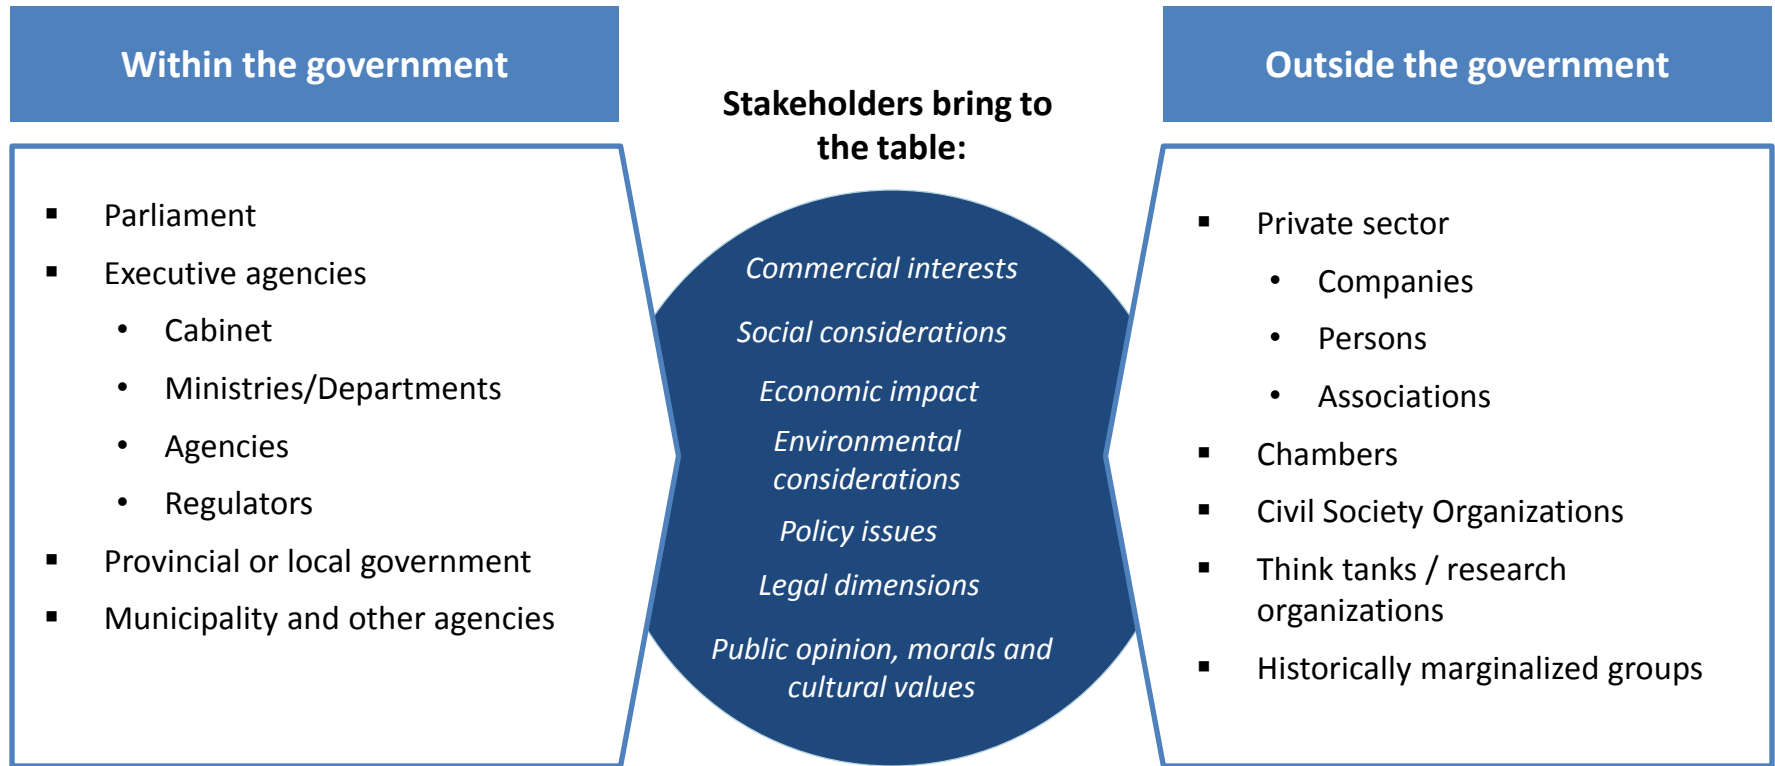 Within the government
▪ Parliament
▪ Executive agencies
• Cabinet
• Ministries/Departments
• Agencies
• Regulators
▪ Provincial or local government
▪ Municipality and other agencies
Stakeholders bring to
the table:
Commercial interests
Social considerations
Economic impact
Environmental
considerations
Policy issues
Legal dimensions
Public opinion, morals and
cultural values
Outside the government
▪ Private sector
• Companies
• Persons
• Associations
▪ Chambers
▪ Civil Society Organizations
▪ Think tanks / research
organizations
▪ Historically marginalized groups